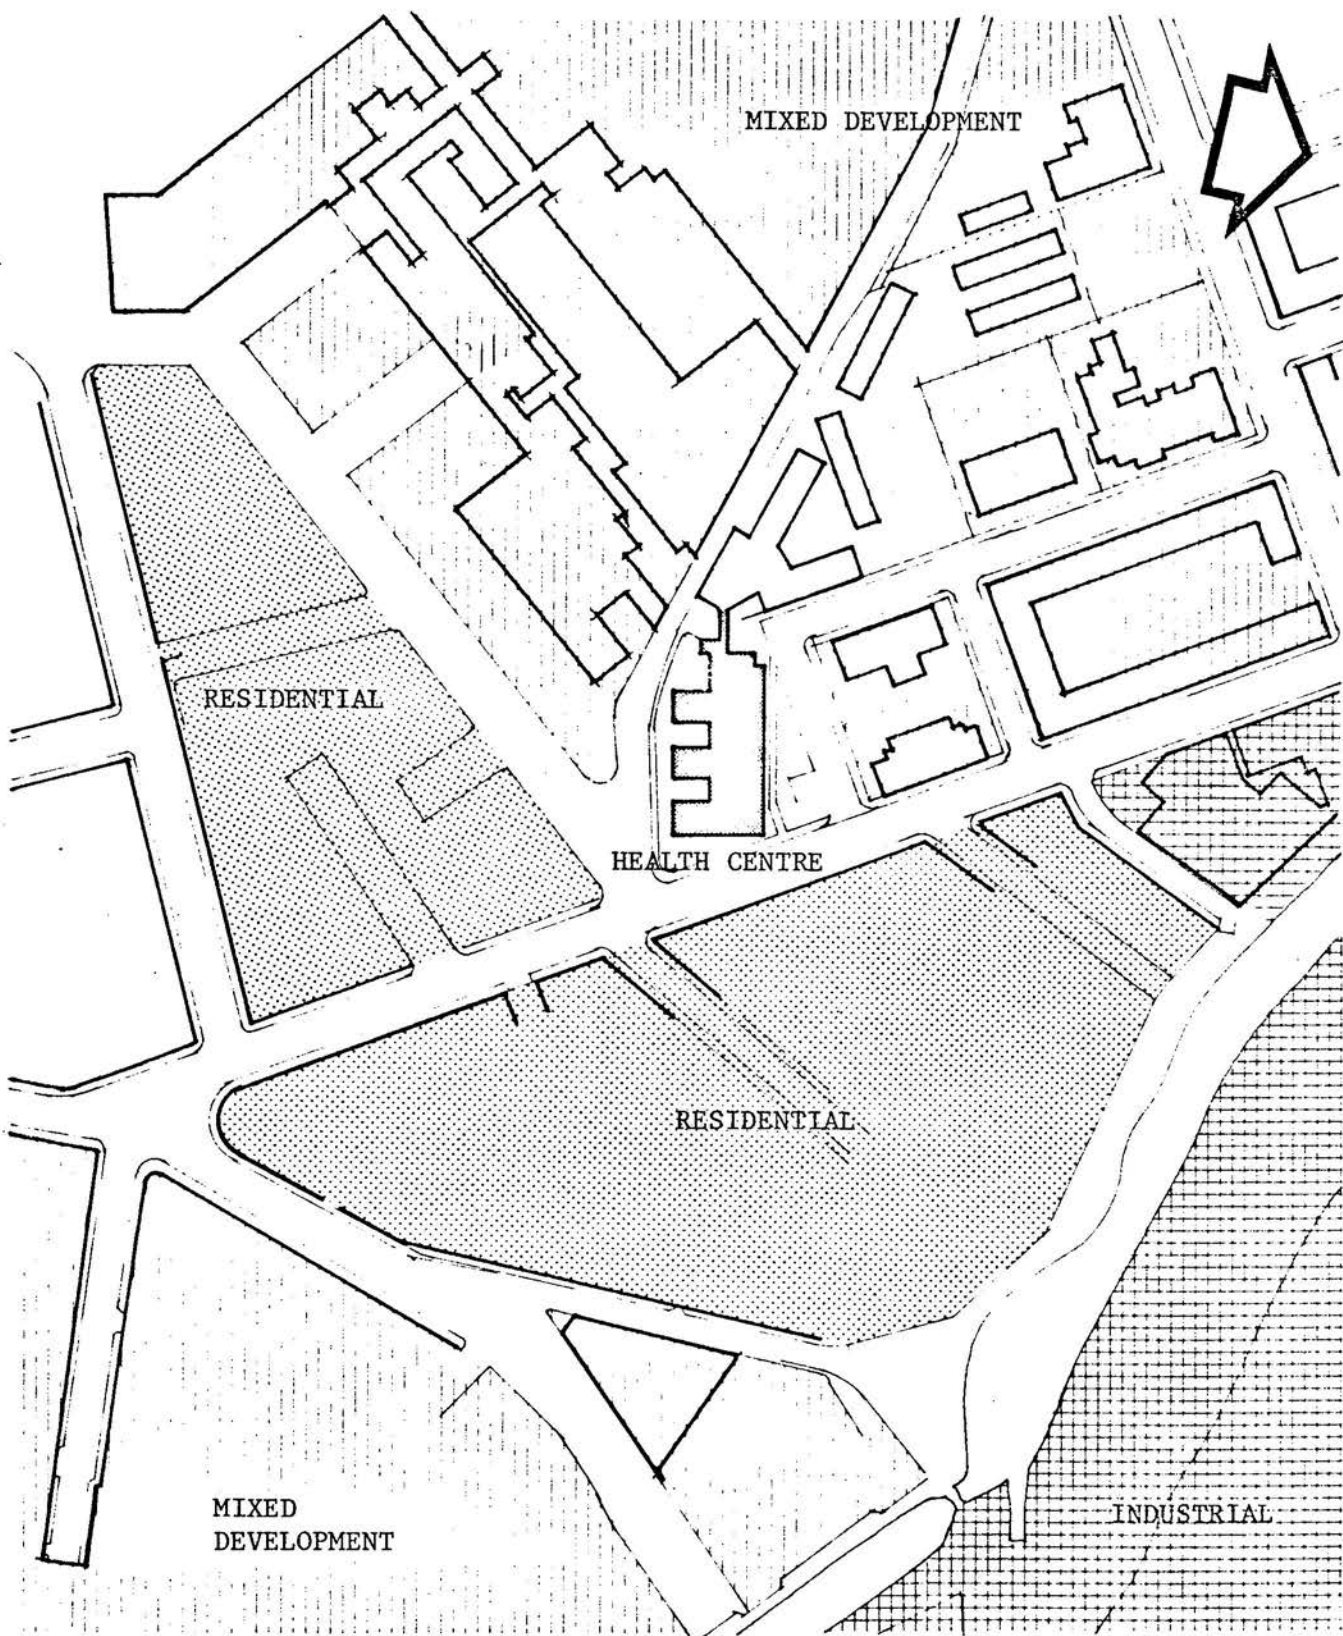 MIXED DEVELOPMENT
RESIDENTIAL
HEALTH CENTRE
RESIDENTIAL
MIXED
DEVELOPMENT
INDUSTRIAL